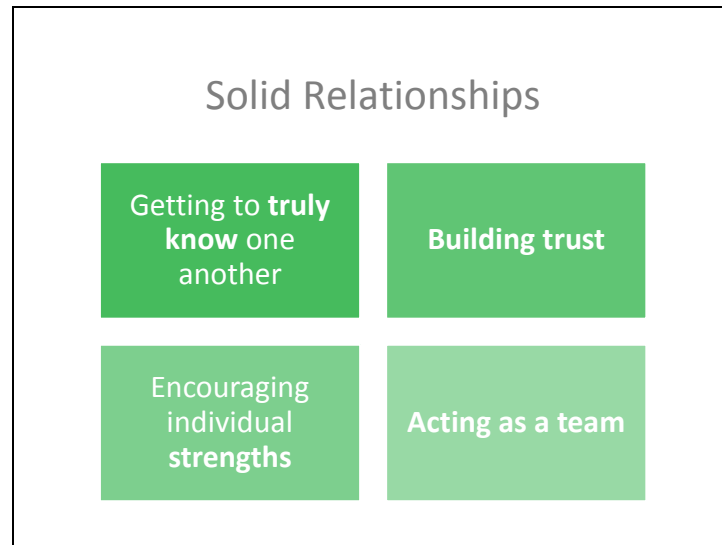 Solid Relationships
Getting to truly
know one
another
Building trust
Encouraging
individual
strengths
Acting as a team